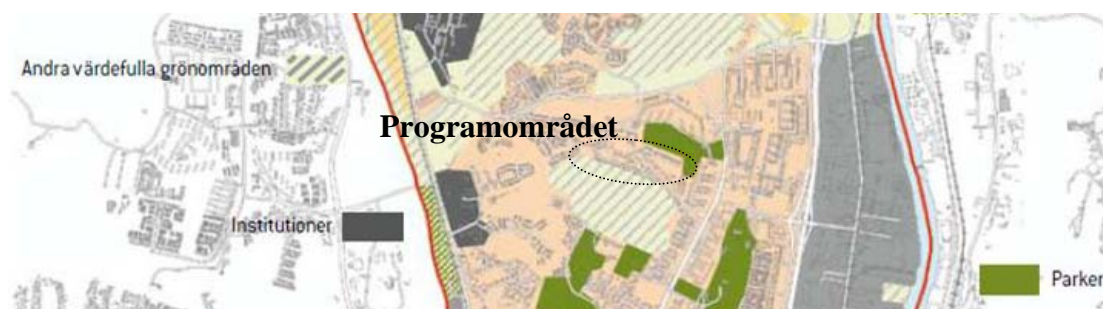 Andra värdefulla grönområden
Programområdet
Institutioner
Parker